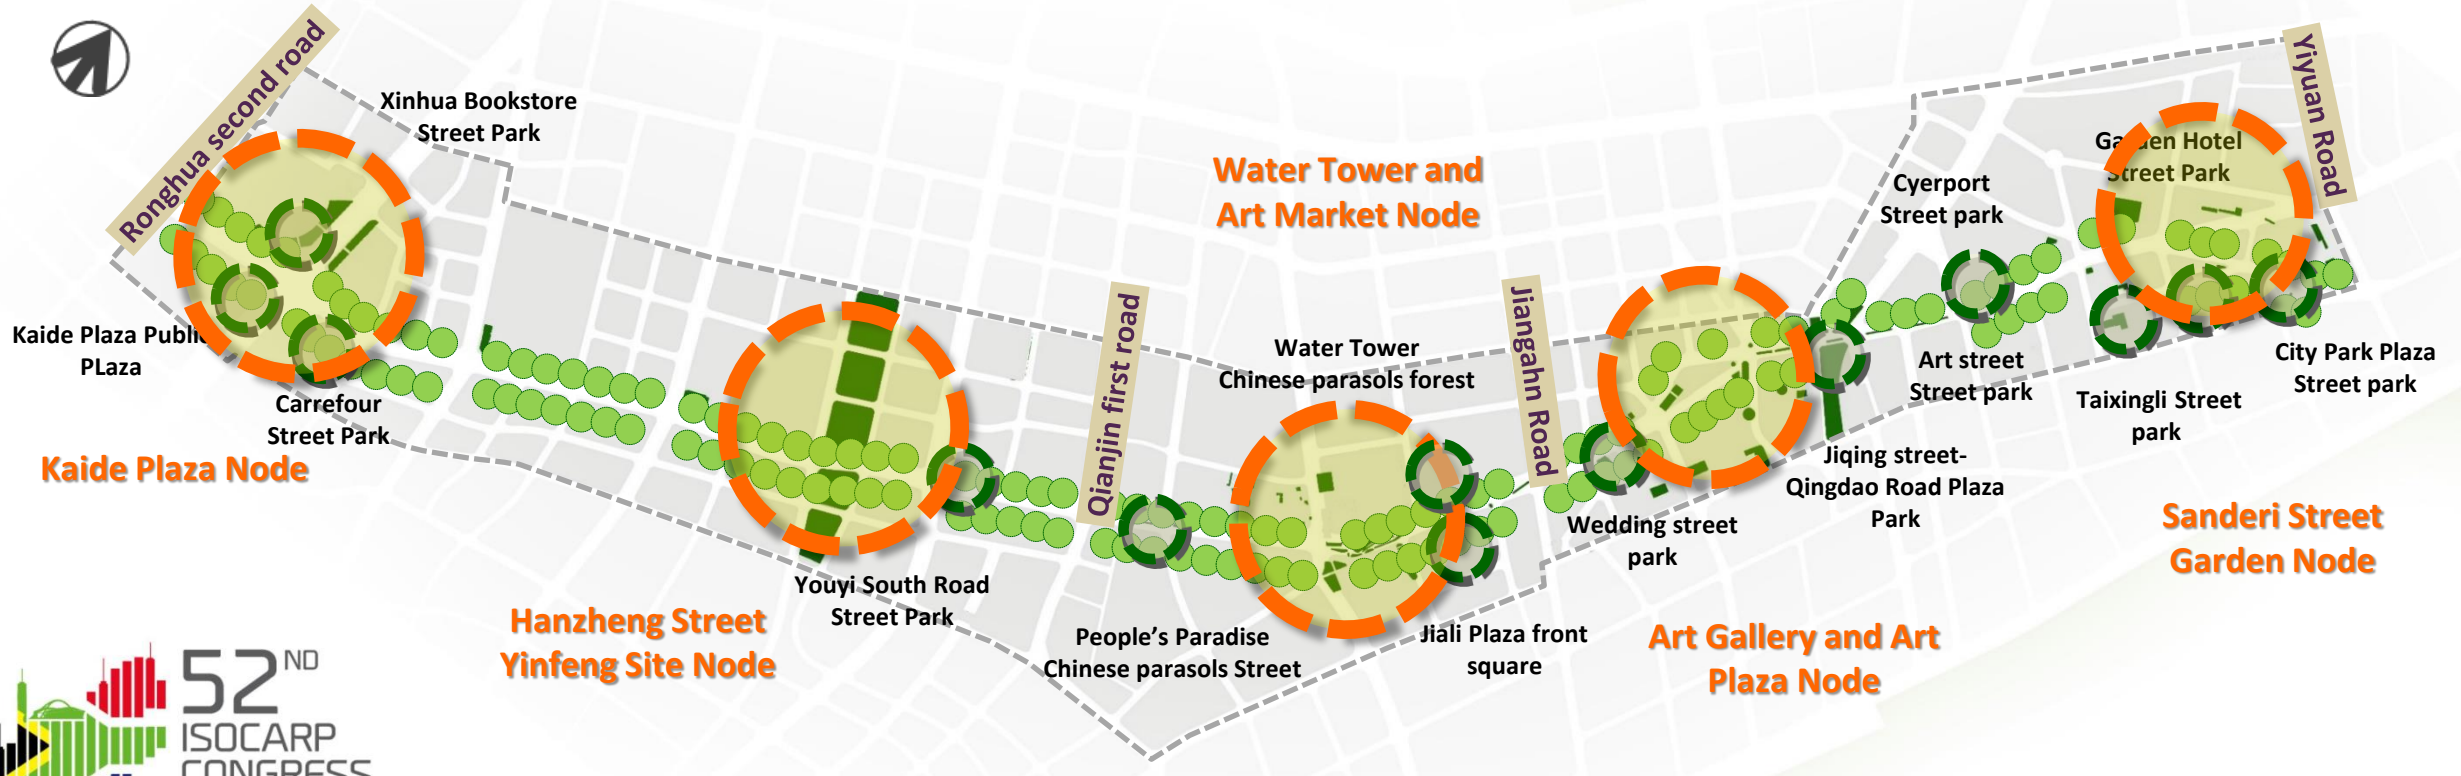 Ronghua second road
Xinhua Bookstore
Street Park
Kaide Plaza Public
PLaza
Carrefour
Street Park
Kaide Plaza Node
Hanzheng Street
Yinfeng Site Node
Youyi South Road
Street Park
Qianjin first road
People's Paradise
Chinese parasols Street
Water Tower and
Art Market Node
Water Tower
Chinese parasols forest
Jiali Plaza front
square
Jiangahn Road
Wedding street
park
Art Gallery and Art
Plaza Node
Jiqing street-
Qingdao Road Plaza
Park
Cyerport
Street park
Art street
Street park
Garden Hotel
Street Park
Taixingli Street
park
Yiyuan Road
City Park Plaza
Street park
Sanderi Street
Garden Node
52ND
ISOCARP
CONGRESS